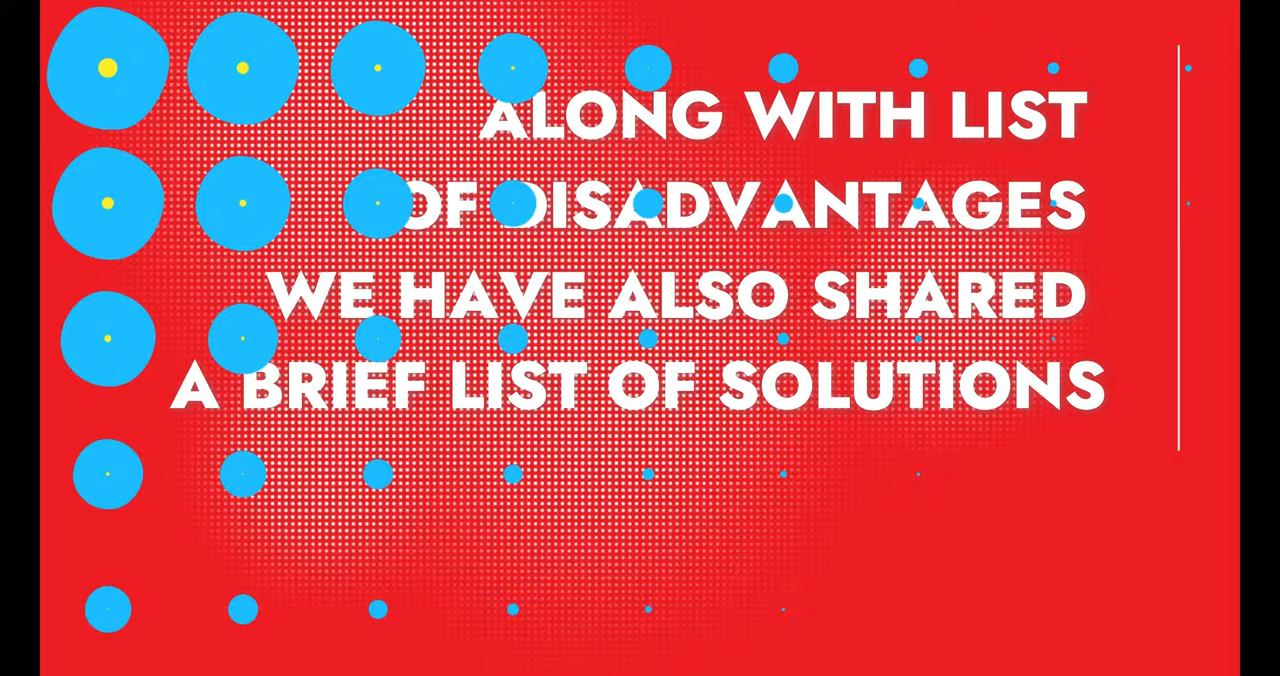 ALONG WITH LIST
OF DISADVANTAGES
WE HAVE ALSO SHARED
A BRIEF LIST OF SOLUTIONS